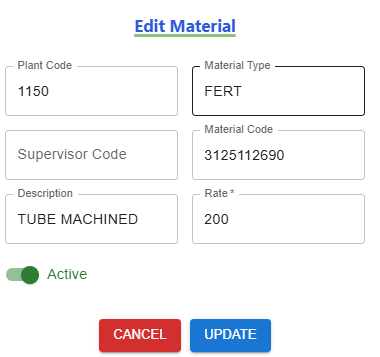 Edit Material
Plant Code
1150
Material Type
FERT
Supervisor Code
Material Code
3125112690
Description
TUBE MACHINED
Rate *
200
Active
CANCEL
UPDATE